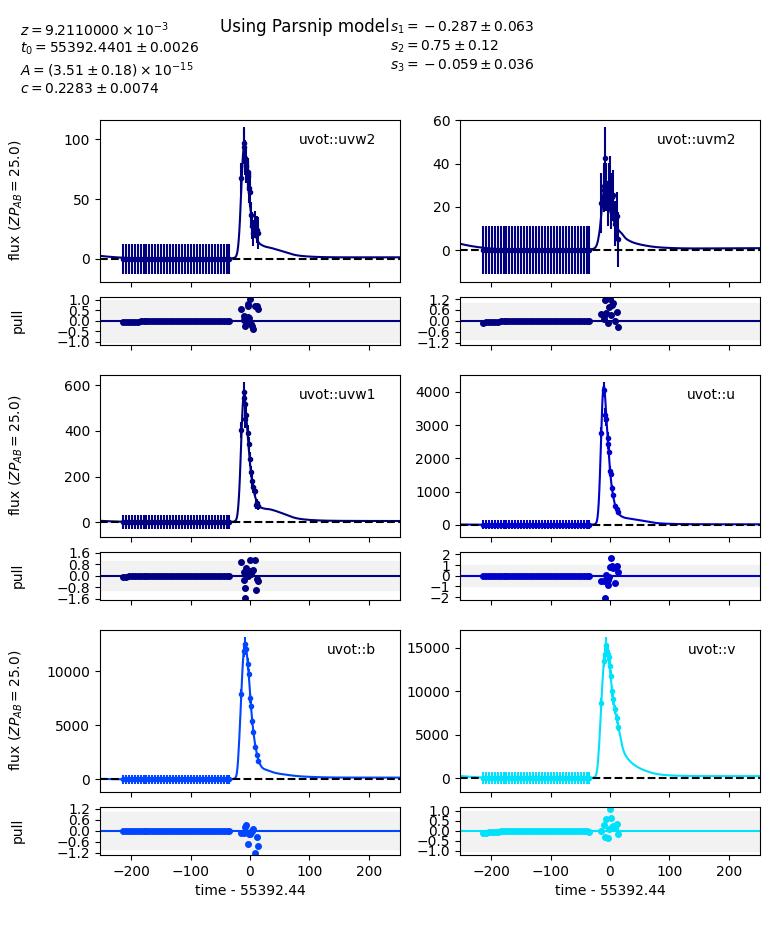 Using Parsnip model
z = 9.2110000 × 10⁻³
t₀ = 55392.4401 ± 0.0026
A = (3.51 ± 0.18) × 10⁻¹⁵
c = 0.2283 ± 0.0074
s₁ = −0.287 ± 0.063
s₂ = 0.75 ± 0.12
s₃ = −0.059 ± 0.036
flux (ZP_AB = 25.0)
100
50
0
uvot::uvw2
60
40
20
0
uvot::uvm2
pull
1.0
0.5
0.0
−0.5
−1.0
1.2
0.6
0.0
−0.6
−1.2
flux (ZP_AB = 25.0)
600
400
200
0
uvot::uvw1
4000
3000
2000
1000
0
uvot::u
pull
1.6
0.8
0.0
−0.8
−1.6
2
1
0
−1
−2
flux (ZP_AB = 25.0)
10000
5000
0
uvot::b
15000
10000
5000
0
uvot::v
pull
1.2
0.6
0.0
−0.6
−1.2
1.0
0.5
0.0
−0.5
−1.0
−200 −100 0 100 200
−200 −100 0 100 200
time - 55392.44
time - 55392.44